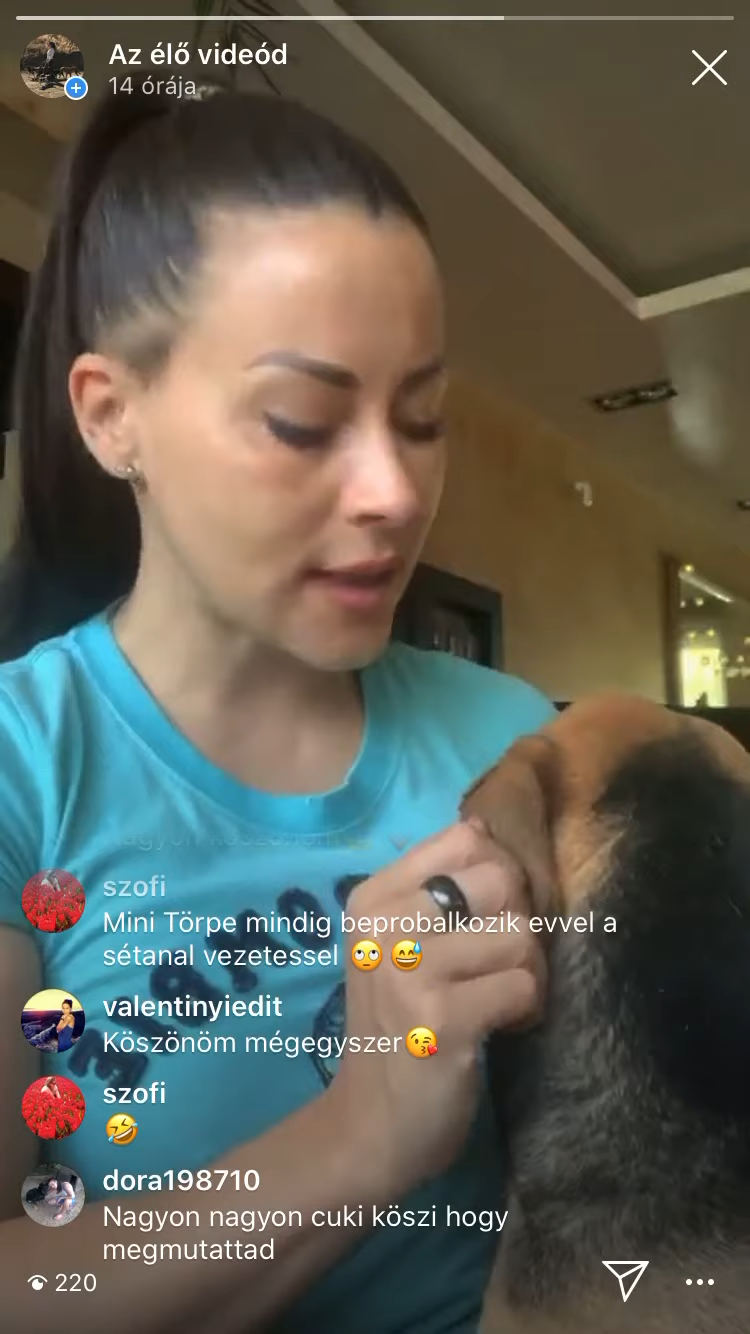 Az élő videód
14 órája
szofi
Mini Törpe mindig beprobalkozik evvel a
sétanal vezetessel 🙄 😅
valentinyiedit
Köszönöm mégegyszer😘
szofi
🤣
dora198710
Nagyon nagyon cuki köszi hogy
megmutattad
220